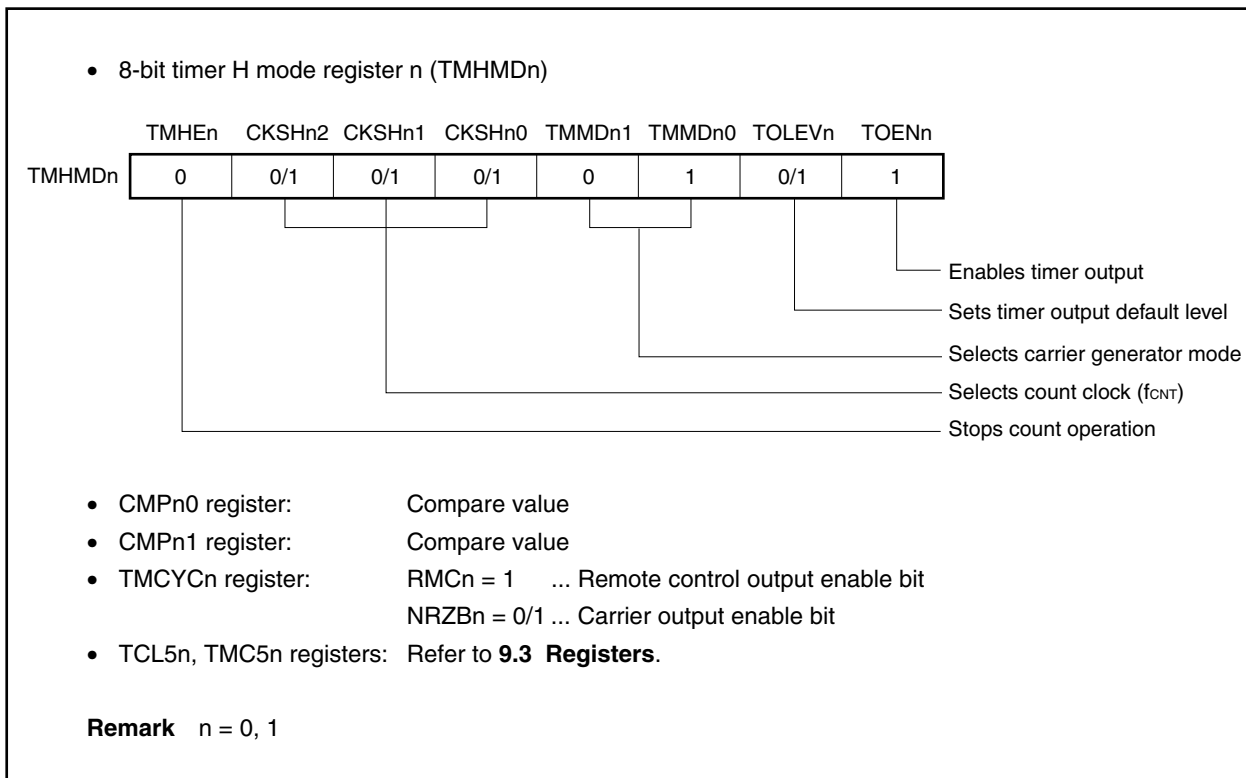 • 8-bit timer H mode register n (TMHMDn)
TMHEn CKSHn2 CKSHn1 CKSHn0 TMMDn1 TMMDn0 TOLEVn TOENn
TMHMDn 0 0/1 0/1 0/1 0 1 0/1 1
Enables timer output
Sets timer output default level
Selects carrier generator mode
Selects count clock (fCNT)
Stops count operation
• CMPn0 register: Compare value
• CMPn1 register: Compare value
• TMCYCn register: RMCn = 1 ... Remote control output enable bit
NRZBn = 0/1 ... Carrier output enable bit
• TCL5n, TMC5n registers: Refer to 9.3 Registers.
Remark n = 0, 1